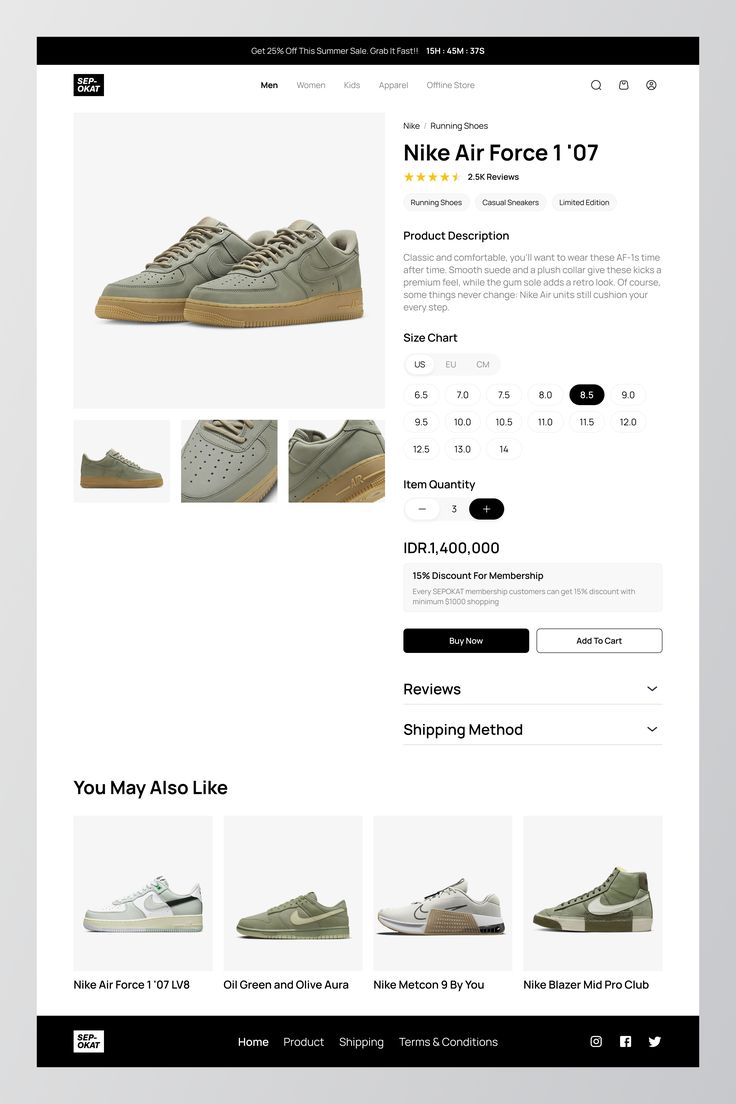 Get 25% Off This Summer Sale. Grab It Fast!! 15H : 45M : 37S
SEP-
OKAT
Men Women Kids Apparel Offline Store
Nike / Running Shoes
Nike Air Force 1 '07
2.5K Reviews
Running Shoes Casual Sneakers Limited Edition
Product Description
Classic and comfortable, you'll want to wear these AF-1s time
after time. Smooth suede and a plush collar give these kicks a
premium feel, while the gum sole adds a retro look. Of course,
some things never change: Nike Air units still cushion your
every step.
Size Chart
US EU CM
6.5 7.0 7.5 8.0 8.5 9.0
9.5 10.0 10.5 11.0 11.5 12.0
12.5 13.0 14
AIR
Item Quantity
− 3 +
IDR.1,400,000
15% Discount For Membership
Every SEPOKAT membership customers can get 15% discount with
minimum $1000 shopping
Buy Now Add To Cart
Reviews
Shipping Method
You May Also Like
Nike Air Force 1 '07 LV8 Oil Green and Olive Aura Nike Metcon 9 By You Nike Blazer Mid Pro Club
SEP-
OKAT
Home Product Shipping Terms & Conditions